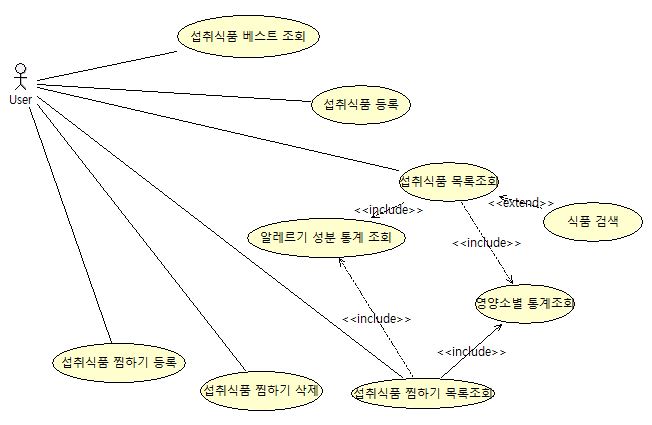 섭취식품 베스트 조회
User
섭취식품 등록
섭취식품 목록조회
<<include>>
<<extend>>
식품 검색
알레르기 성분 통계 조회
<<include>>
영양소별 통계조회
<<include>>
<<include>>
섭취식품 찜하기 등록
섭취식품 찜하기 삭제
섭취식품 찜하기 목록조회